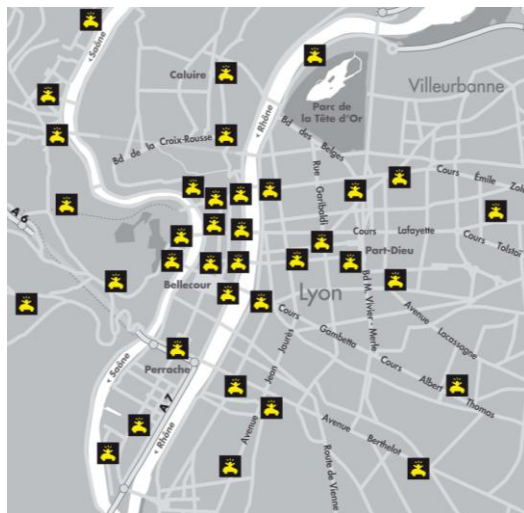 < Saône
Caluire
Villeurbanne
< Rhône
Parc de
la Tête d'Or
Bd de la Croix-Rousse
Bd des Belges
Rue Garibaldi
Cours Émile Zola
A 6
Cours Lafayette
Cours Tolstoï
Part-Dieu
Bellecour
Lyon
Bd M. Vivier - Merle
Avenue Lacassagne
Cours Gambetta
Avenue Jean Jaurès
Perrache
< Saône
Cours Albert Thomas
A 7
< Rhône
Avenue Berthelot
Route de Vienne